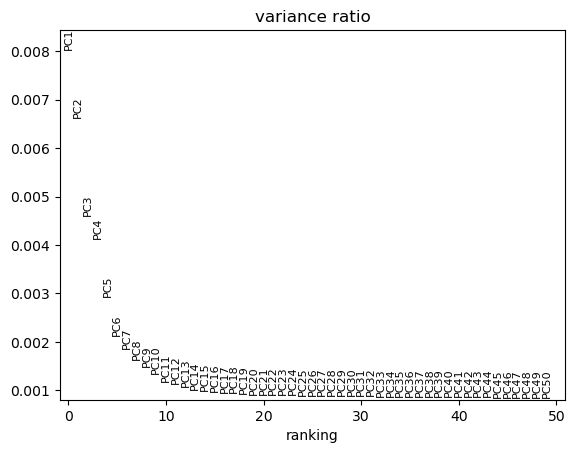 variance ratio
0.008
0.007
0.006
0.005
0.004
0.003
0.002
0.001
PC1
PC2
PC3
PC4
PC5
PC6
PC7
PC8
PC9
PC10
PC11
PC12
PC13
PC14
PC15
PC16
PC17
PC18
PC19
PC20
PC21
PC22
PC23
PC24
PC25
PC26
PC27
PC28
PC29
PC30
PC31
PC32
PC33
PC34
PC35
PC36
PC37
PC38
PC39
PC40
PC41
PC42
PC43
PC44
PC45
PC46
PC47
PC48
PC49
PC50
0 10 20 30 40 50
ranking